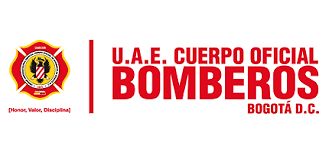 [Honor, Valor, Disciplina]
U.A.E. CUERPO OFICIAL
BOMBEROS
BOGOTÁ D.C.